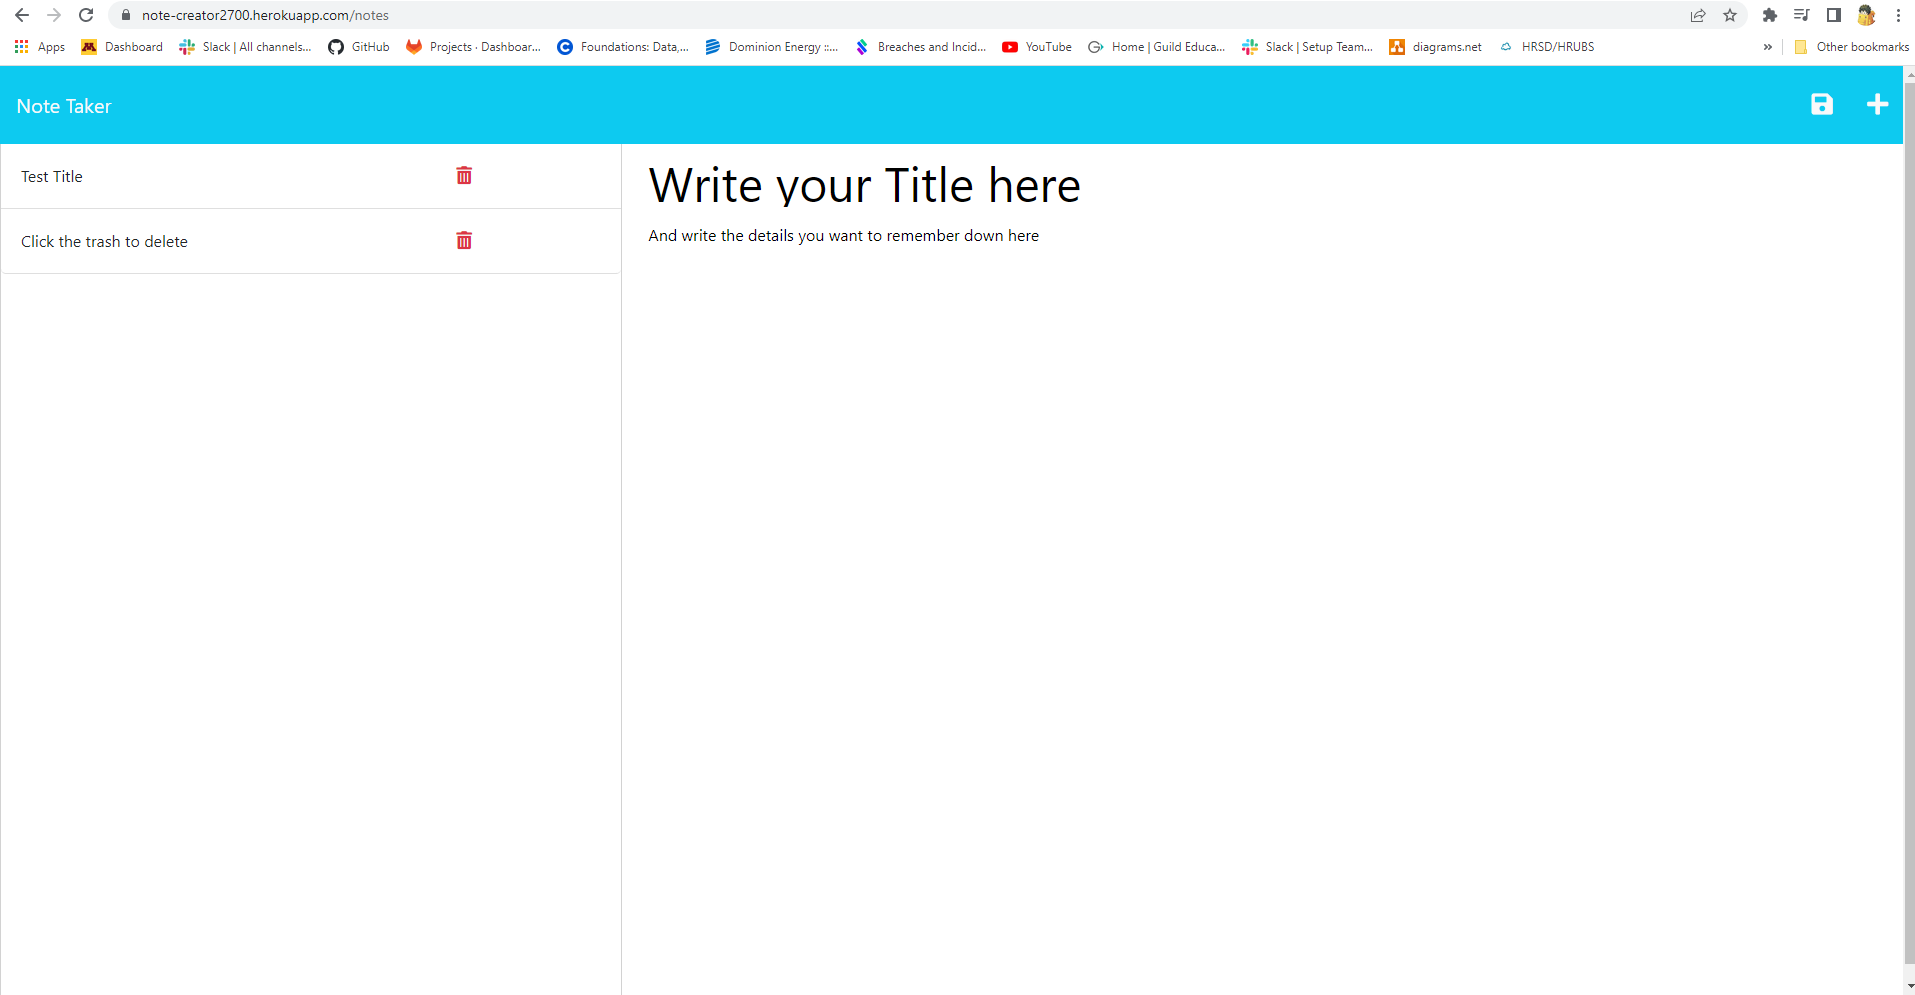 note-creator2700.herokuapp.com/notes
Apps Dashboard Slack | All channels... GitHub Projects · Dashboar... Foundations: Data,... Dominion Energy ::... Breaches and Incid... YouTube Home | Guild Educa... Slack | Setup Team... diagrams.net HRSD/HRUBS » Other bookmarks
Note Taker
Test Title
Click the trash to delete
Write your Title here
And write the details you want to remember down here